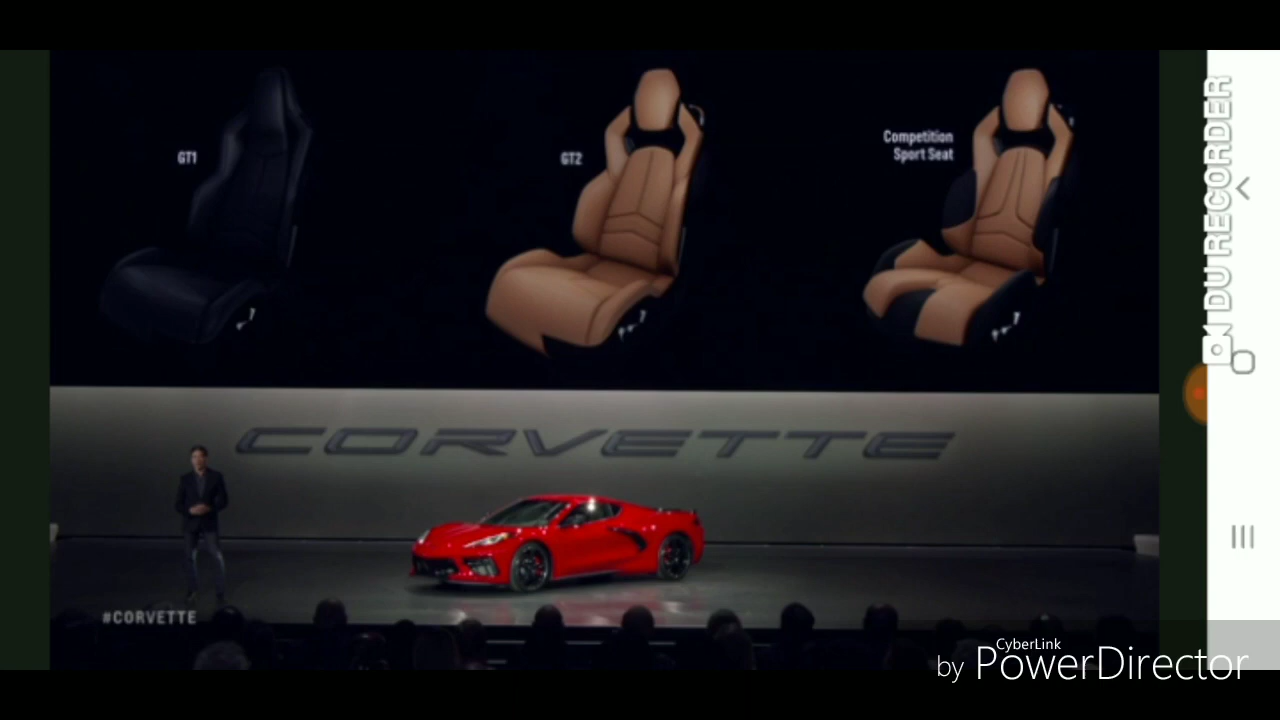 GT1
GT2
Competition
Sport Seat
CORVETTE
#CORVETTE
DU RECORDER
CyberLink
by PowerDirector